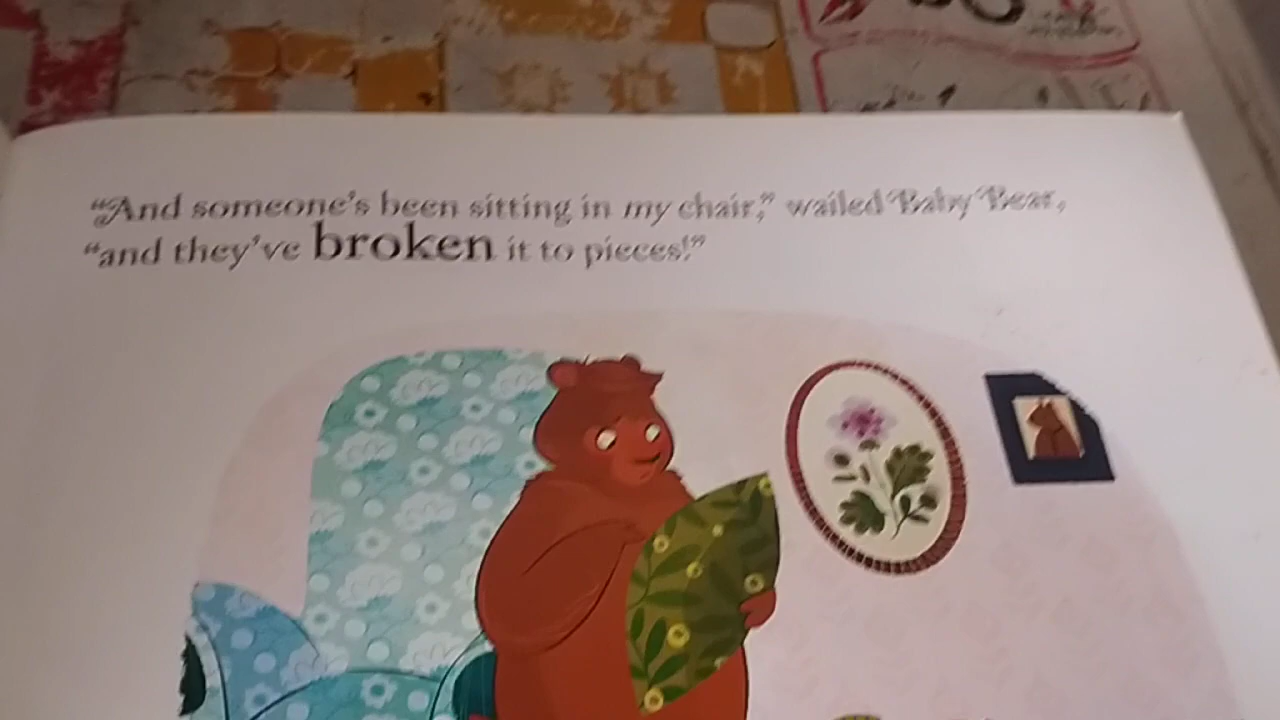 “And someone's been sitting in my chair,” wailed Baby Bear,
“and they've broken it to pieces!”